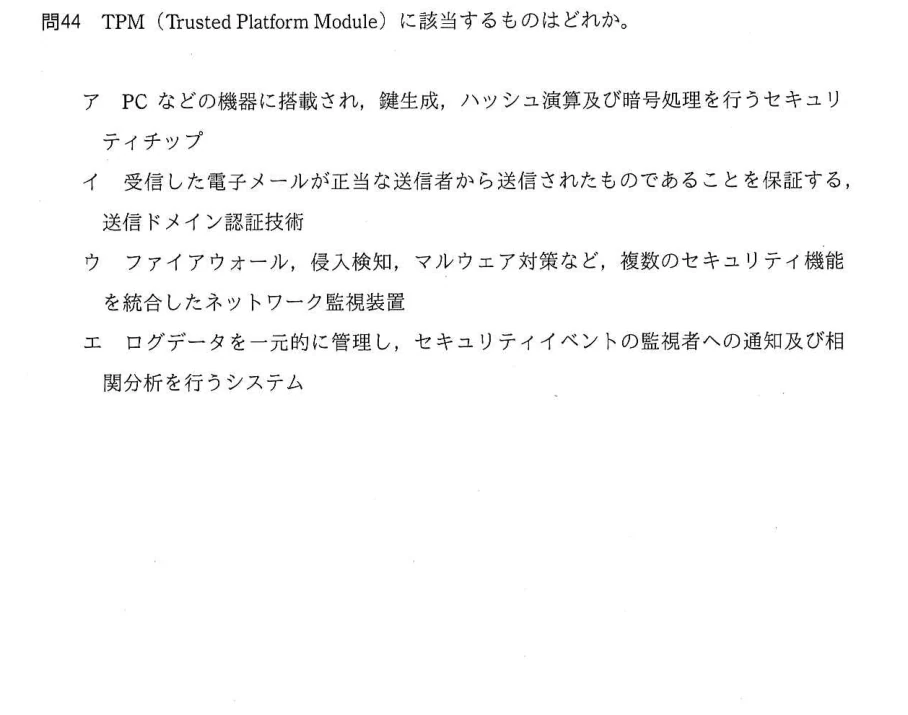 問44 TPM（Trusted Platform Module）に該当するものはどれか。
ア PC などの機器に搭載され，鍵生成，ハッシュ演算及び暗号処理を行うセキュリ
ティチップ
イ 受信した電子メールが正当な送信者から送信されたものであることを保証する，
送信ドメイン認証技術
ウ ファイアウォール，侵入検知，マルウェア対策など，複数のセキュリティ機能
を統合したネットワーク監視装置
エ ログデータを一元的に管理し，セキュリティイベントの監視者への通知及び相
関分析を行うシステム